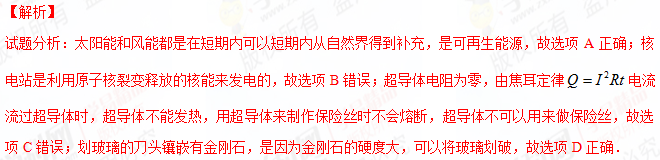 【解析】
试题分析：太阳能和风能都是在短期内可以短期内从自然界得到补充，是可再生能源，故选项 A 正确；核
电站是利用原子核裂变释放的核能来发电的，故选项 B 错误；超导体电阻为零，由焦耳定律 Q = I²Rt 电流
流过超导体时，超导体不能发热，用超导体来制作保险丝时不会熔断，超导体不可以用来做保险丝，故选
项 C 错误；划玻璃的刀头镶嵌有金刚石，是因为金刚石的硬度大，可以将玻璃划破，故选项 D 正确．